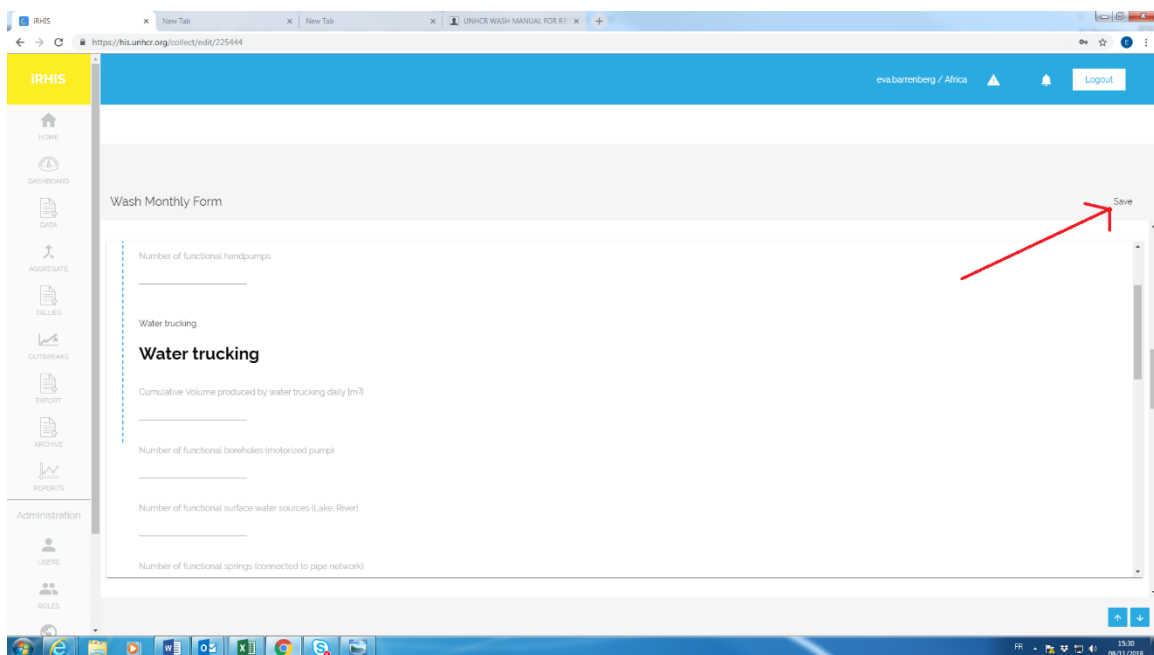 iRHIS
New Tab
New Tab
UNHCR WASH MANUAL FOR RE
https://his.unhcr.org/collect/edit/225444
E
iRHIS
eva.barrenberg / Africa
Logout
HOME
DASHBOARD
DATA
AGGREGATE
TALLIES
OUTBREAKS
EXPORT
ARCHIVE
REPORTS
Administration
USERS
ROLES
Wash Monthly Form
Save
Number of functional handpumps
Water trucking
Water trucking
Cumulative Volume produced by water trucking daily [m³]
Number of functional boreholes (motorized pump)
Number of functional surface water sources (Lake, River)
Number of functional springs (connected to pipe network)
FR
15:30
08/11/2018